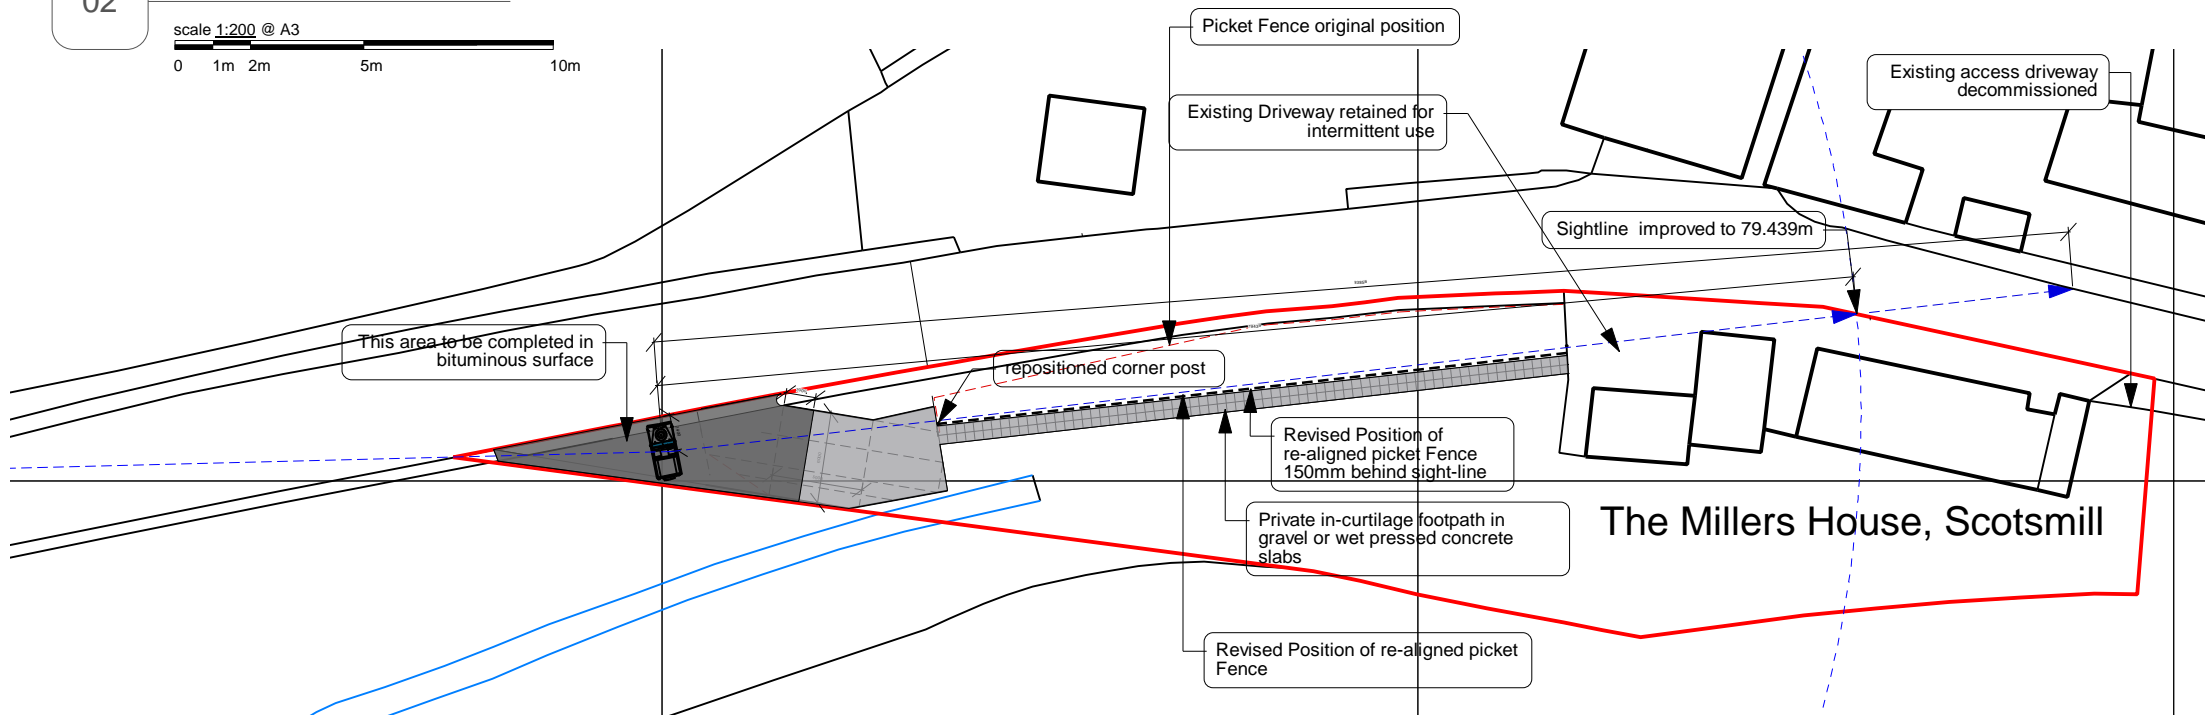 02
scale 1:200 @ A3
0 1m 2m 5m 10m
Picket Fence original position
Existing access driveway
decommissioned
Existing Driveway retained for
intermittent use
Sightline improved to 79.439m
This area to be completed in
bituminous surface
repositioned corner post
Revised Position of
re-aligned picket Fence
150mm behind sight-line
Private in-curtilage footpath in
gravel or wet pressed concrete
slabs
The Millers House, Scotsmill
Revised Position of re-aligned picket
Fence